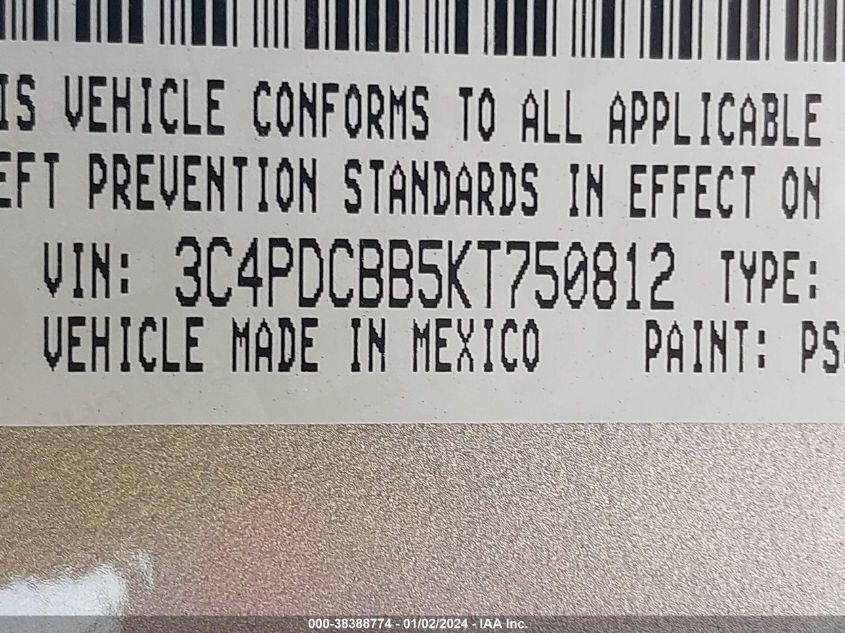 IS VEHICLE CONFORMS TO ALL APPLICABLE
EFT PREVENTION STANDARDS IN EFFECT ON
VIN: 3C4PDCBB5KT750812 TYPE:
VEHICLE MADE IN MEXICO PAINT: PS
000-38388774 - 01/02/2024 - IAA Inc.